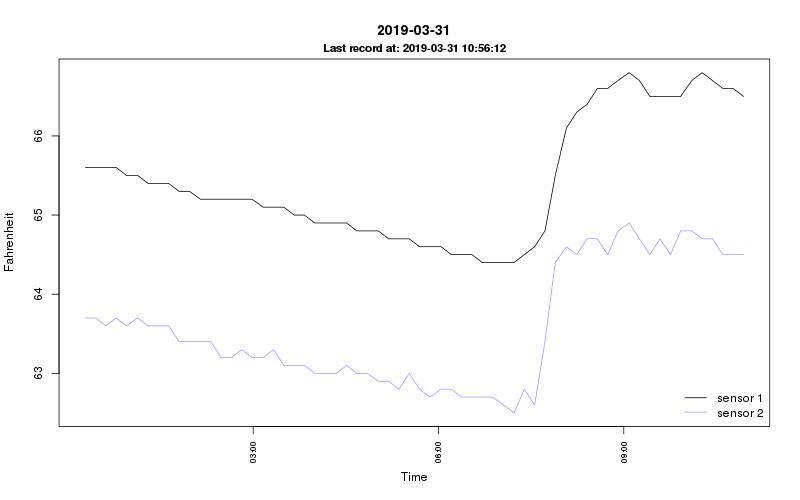 2019-03-31
Last record at: 2019-03-31 10:56:12
Fahrenheit
66
65
64
63
03:00
06:00
09:00
Time
sensor 1
sensor 2